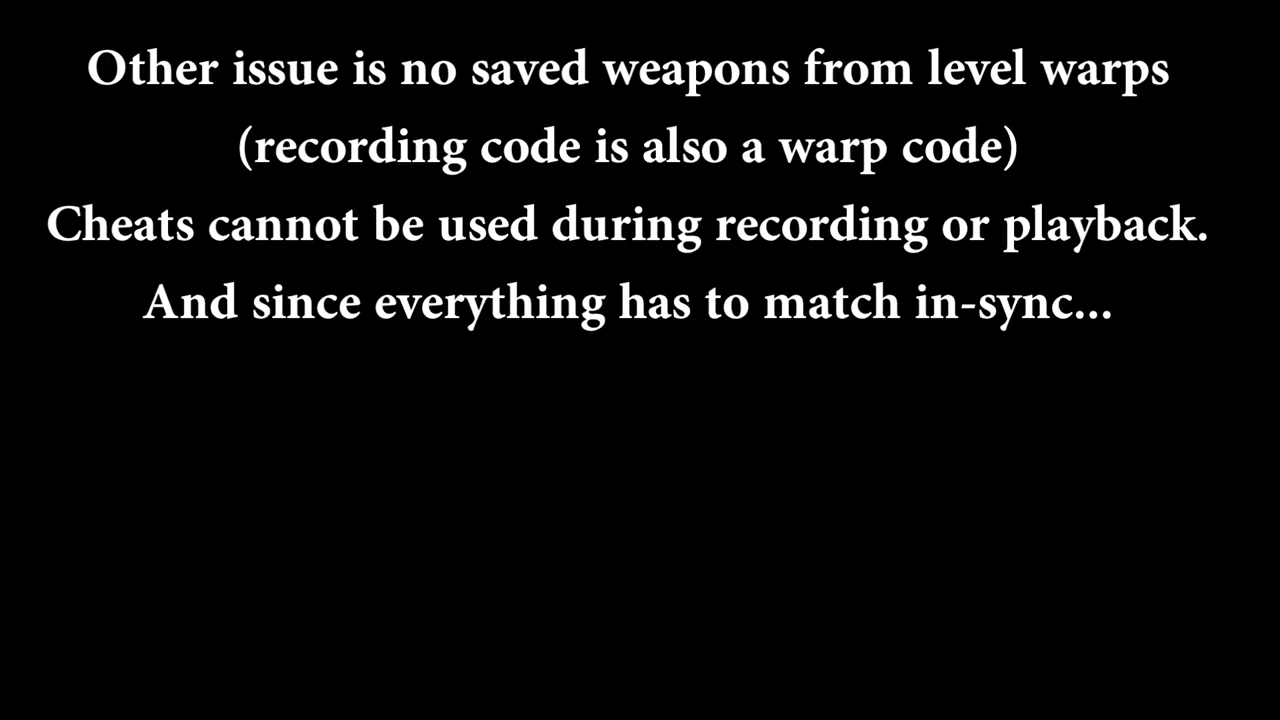 Other issue is no saved weapons from level warps
(recording code is also a warp code)
Cheats cannot be used during recording or playback.
And since everything has to match in-sync...